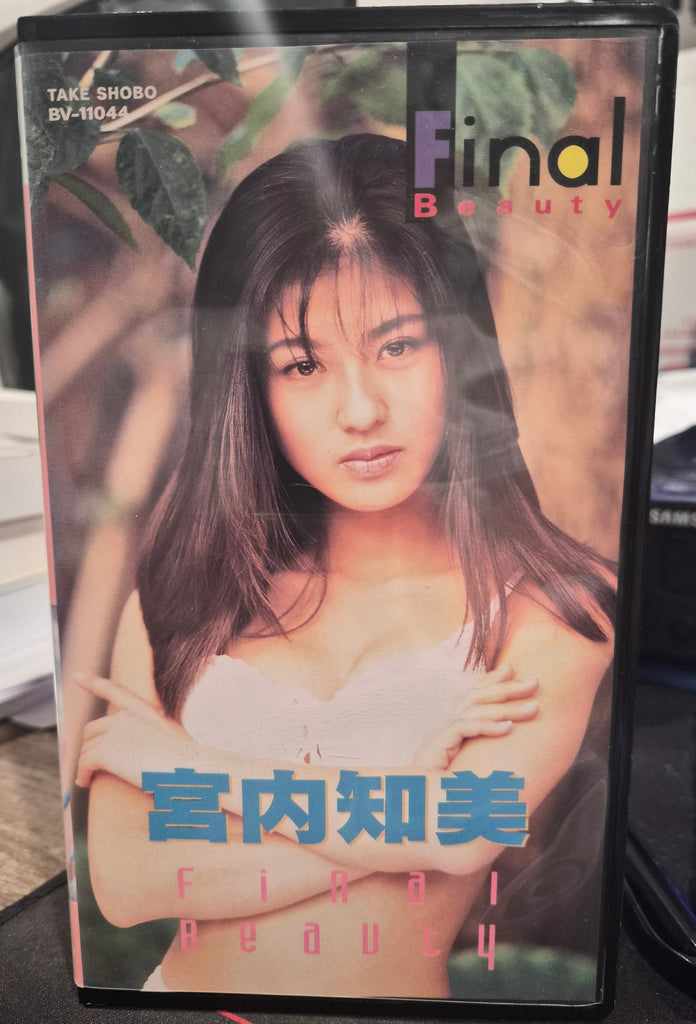 TAKE SHOBO
BV-11044
Final
Beauty
SAMS
宮内知美
Final
Beauty